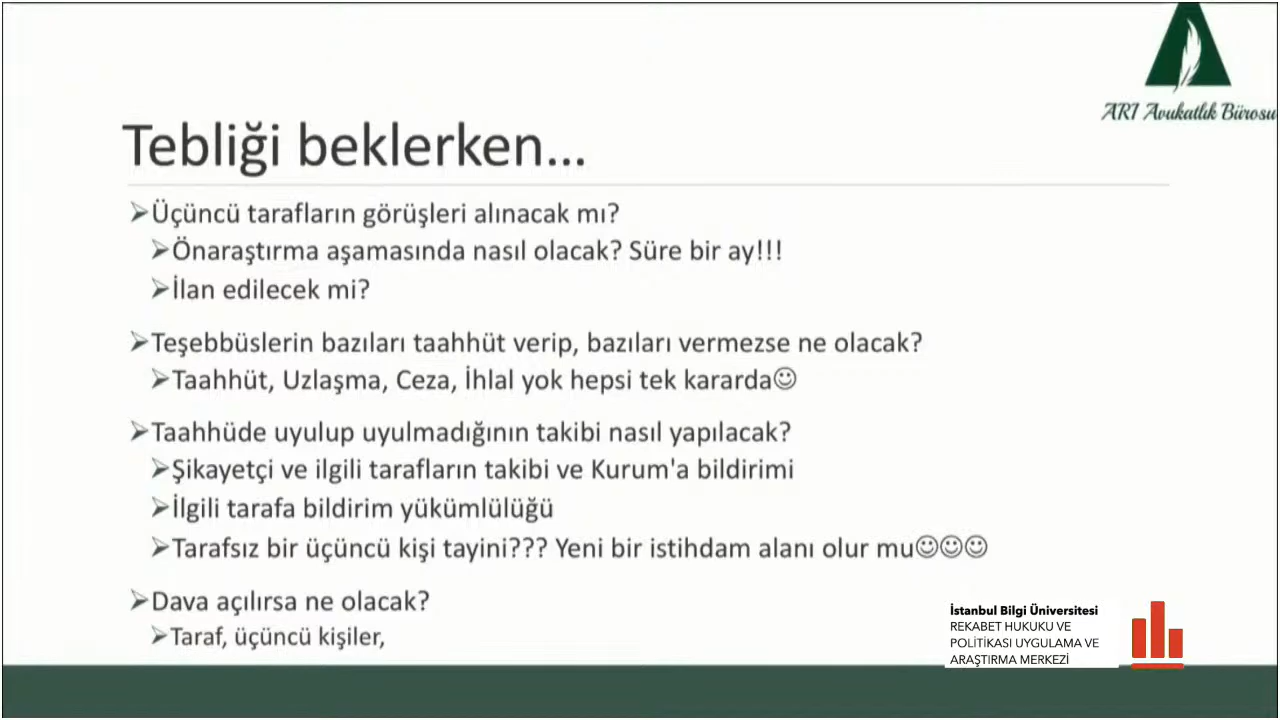 ARI Avukatlık Bürosu
Tebliği beklerken...
➢Üçüncü tarafların görüşleri alınacak mı?
➢Önaraştırma aşamasında nasıl olacak? Süre bir ay!!!
➢İlan edilecek mi?
➢Teşebbüslerin bazıları taahhüt verip, bazıları vermezse ne olacak?
➢Taahhüt, Uzlaşma, Ceza, İhlal yok hepsi tek kararda☺
➢Taahhüde uyulup uyulmadığının takibi nasıl yapılacak?
➢Şikayetçi ve ilgili tarafların takibi ve Kurum'a bildirimi
➢İlgili tarafa bildirim yükümlülüğü
➢Tarafsız bir üçüncü kişi tayini??? Yeni bir istihdam alanı olur mu☺☺☺
➢Dava açılırsa ne olacak?
➢Taraf, üçüncü kişiler,
İstanbul Bilgi Üniversitesi
REKABET HUKUKU VE
POLİTİKASI UYGULAMA VE
ARAŞTIRMA MERKEZİ